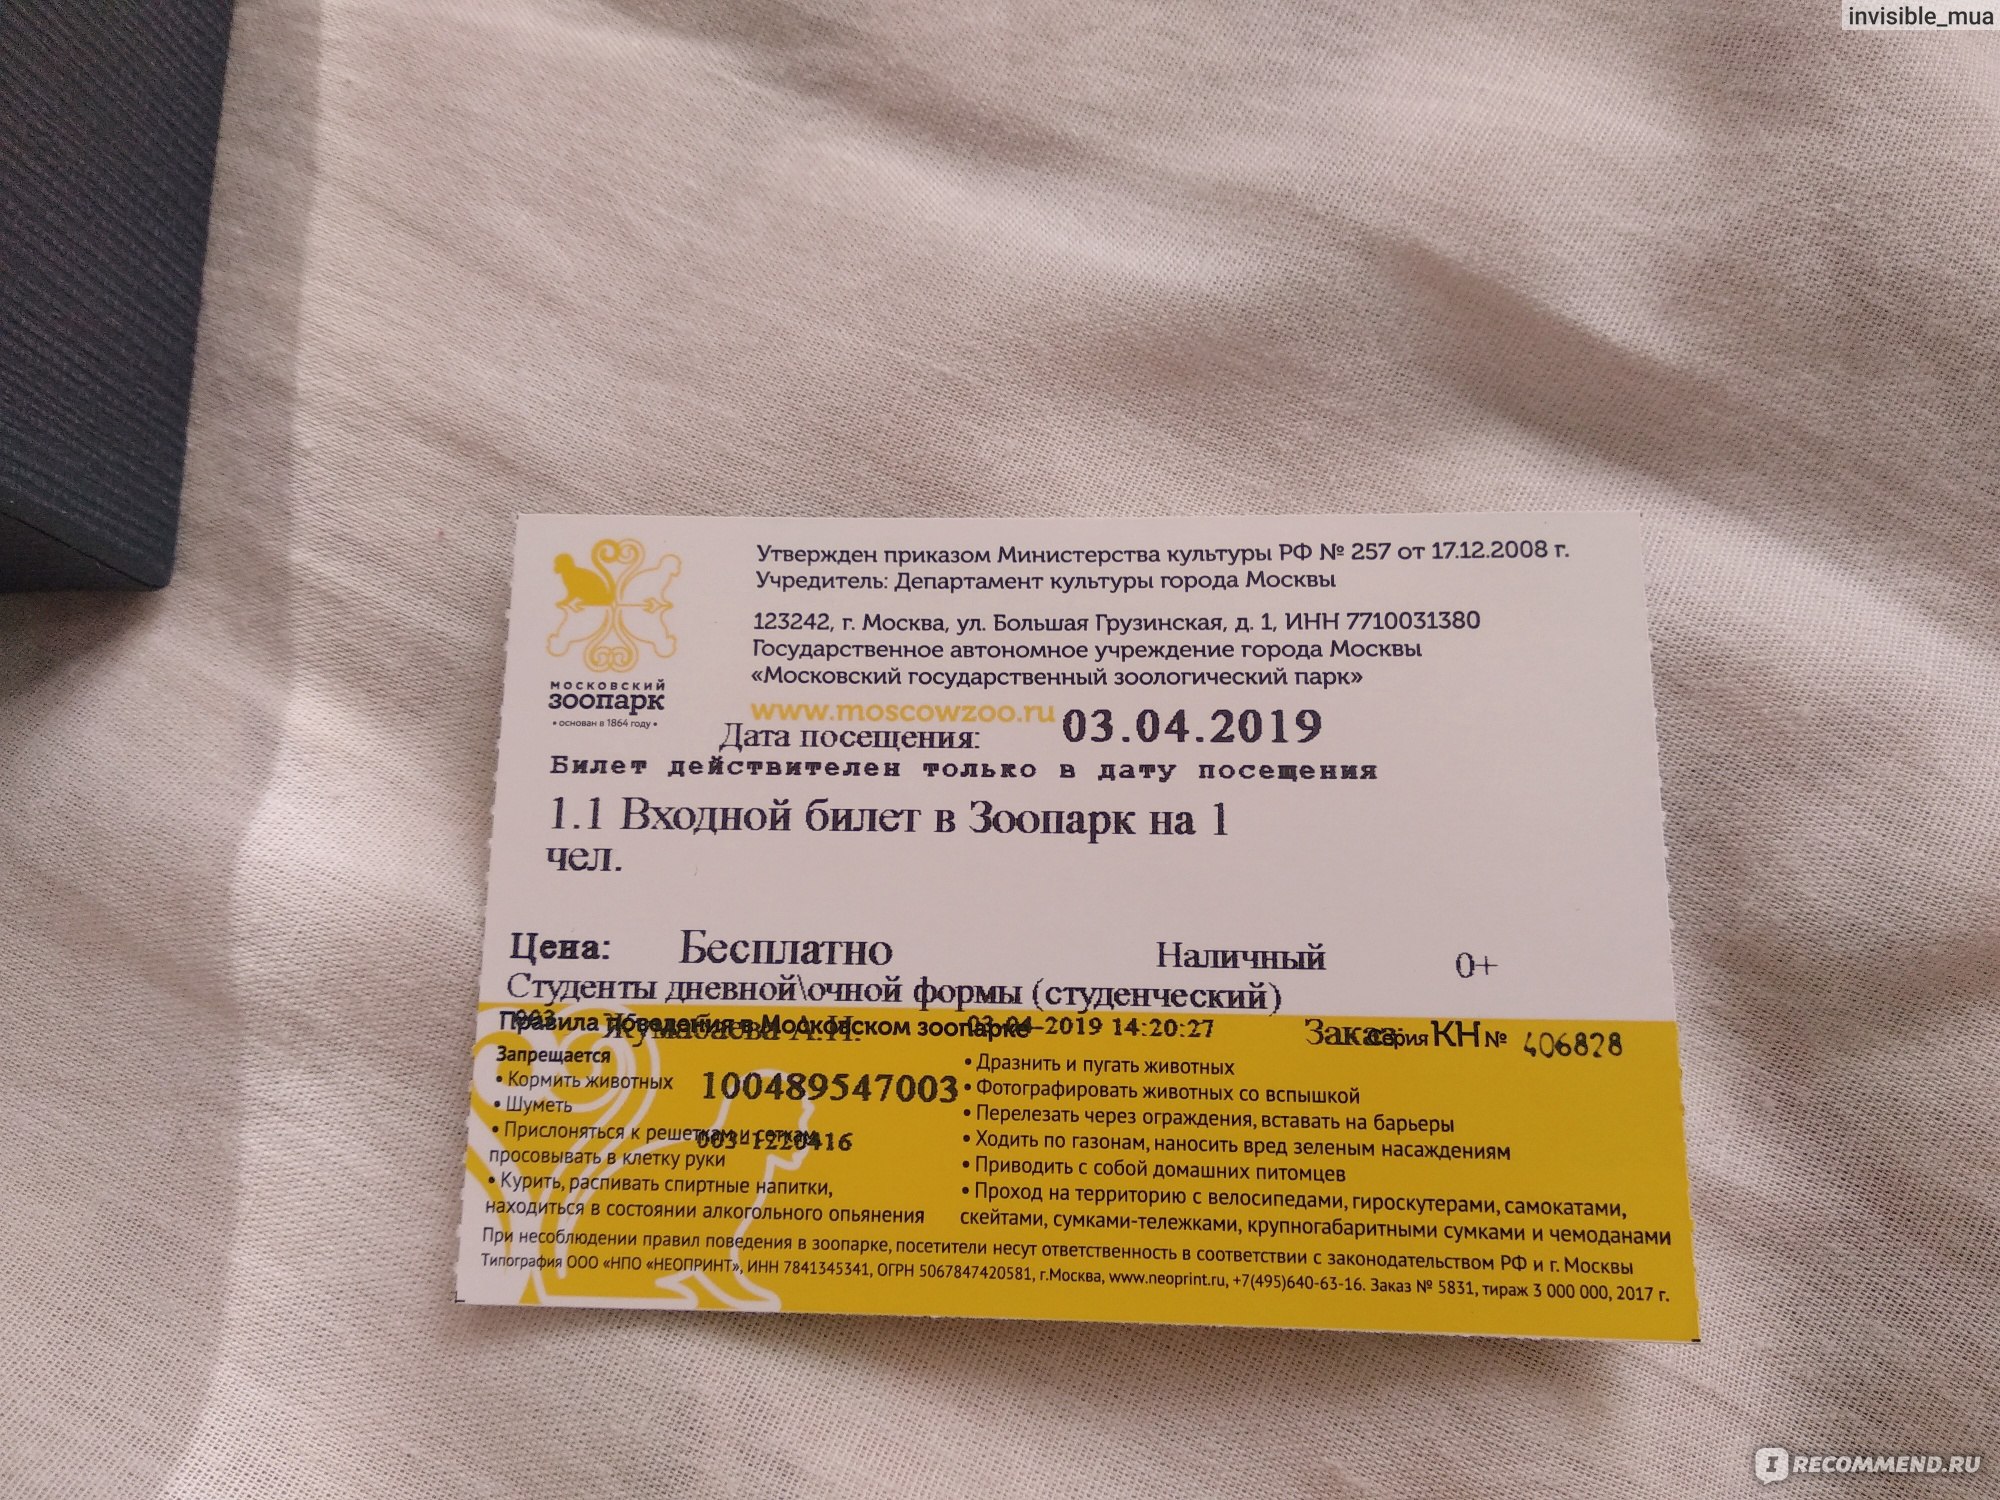 invisible_mua
Утвержден приказом Министерства культуры РФ № 257 от 17.12.2008 г.
Учредитель: Департамент культуры города Москвы
123242, г. Москва, ул. Большая Грузинская, д. 1, ИНН 7710031380
Государственное автономное учреждение города Москвы
«Московский государственный зоологический парк»
МОСКОВСКИЙ
ЗООПАРК
• ОСНОВАН В 1864 ГОДУ •
www.moscowzoo.ru
Дата посещения: 03.04.2019
Билет действителен только в дату посещения
1.1 Входной билет в Зоопарк на 1
чел.
Цена: Бесплатно Наличный 0+
Студенты дневной\очной формы (студенческий)
Правила поведения в Московском зоопарке
003 А.Н. 03-04-2019 14:20:27 Заказ: Серия КН № 406828
Запрещается
• Кормить животных
100489547003
• Шуметь
• Прислоняться к решеткам и сеткам,
003-1220416
просовывать в клетку руки
• Курить, распивать спиртные напитки,
находиться в состоянии алкогольного опьянения
• Дразнить и пугать животных
• Фотографировать животных со вспышкой
• Перелезать через ограждения, вставать на барьеры
• Ходить по газонам, наносить вред зеленым насаждениям
• Приводить с собой домашних питомцев
• Проход на территорию с велосипедами, гироскутерами, самокатами,
скейтами, сумками-тележками, крупногабаритными сумками и чемоданами
При несоблюдении правил поведения в зоопарке, посетители несут ответственность в соответствии с законодательством РФ и г. Москвы
Типография ООО «НПО «НЕОПРИНТ», ИНН 7841345341, ОГРН 5067847420581, г.Москва, www.neoprint.ru, +7(495)640-63-16. Заказ № 5831, тираж 3 000 000, 2017 г.
I RECOMMEND.RU